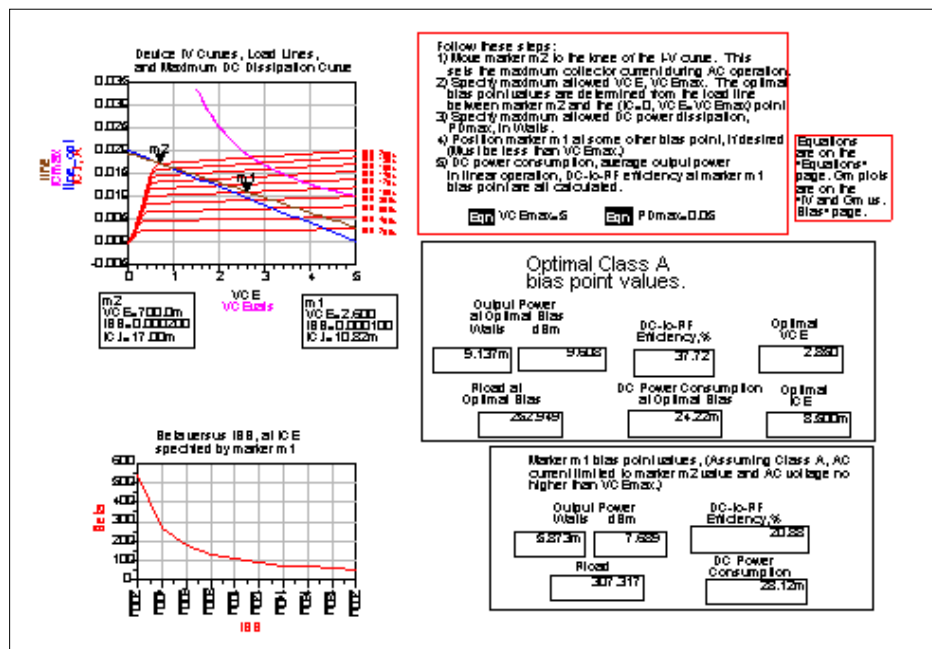 Device IV Curves, Load Lines,
and Maximum DC Dissipation Curve
0.035
0.030
0.025
0.020
0.015
0.010
0.005
0.000
-0.005
m2
m1
0 1 2 3 4 5
VCE
VCEvals
m2
VCE=700.0m
IBB=0.000200
IC.i=17.00m
m1
VCE=2.600
IBB=0.000100
IC.i=10.82m
Follow these steps:
1) Move marker m2 to the knee of the I-V curve. This
sets the maximum collector current during AC operation.
2) Specify maximum allowed VCE, VCEmax. The optimal
bias point values are determined from the load line
between marker m2 and the (IC=0, VCE=VCEmax) point.
3) Specify maximum allowed DC power dissipation,
PDmax, in Watts.
4) Position marker m1 at some other bias point, if desired
(Must be less than VCEmax.)
5) DC power consumption, average output power
in linear operation, DC-to-RF efficiency at marker m1
bias point are all calculated.
Eqn VCEmax=5 Eqn PDmax=0.05
Equations
are on the
"Equations"
page. Gm plots
are on the
"IV and Gm vs.
Bias" page.
Optimal Class A
bias point values.
Output Power
at Optimal Bias
Watts dBm
9.137m 9.608
DC-to-RF
Efficiency,%
37.72
Optimal
VCE
2.850
Rload at
Optimal Bias
252.949
DC Power Consumption
at Optimal Bias
24.22m
Optimal
ICE
8.500m
Beta versus IBB, at ICE
specified by marker m1
600
500
400
300
200
100
0
Beta
IBB
Marker m1 bias point values, (Assuming Class A, AC
current limited to marker m2 value and AC voltage no
higher than VCEmax.)
Output Power
Watts dBm
5.873m 7.689
DC-to-RF
Efficiency,%
20.88
Rload
307.317
DC Power
Consumption
28.12m